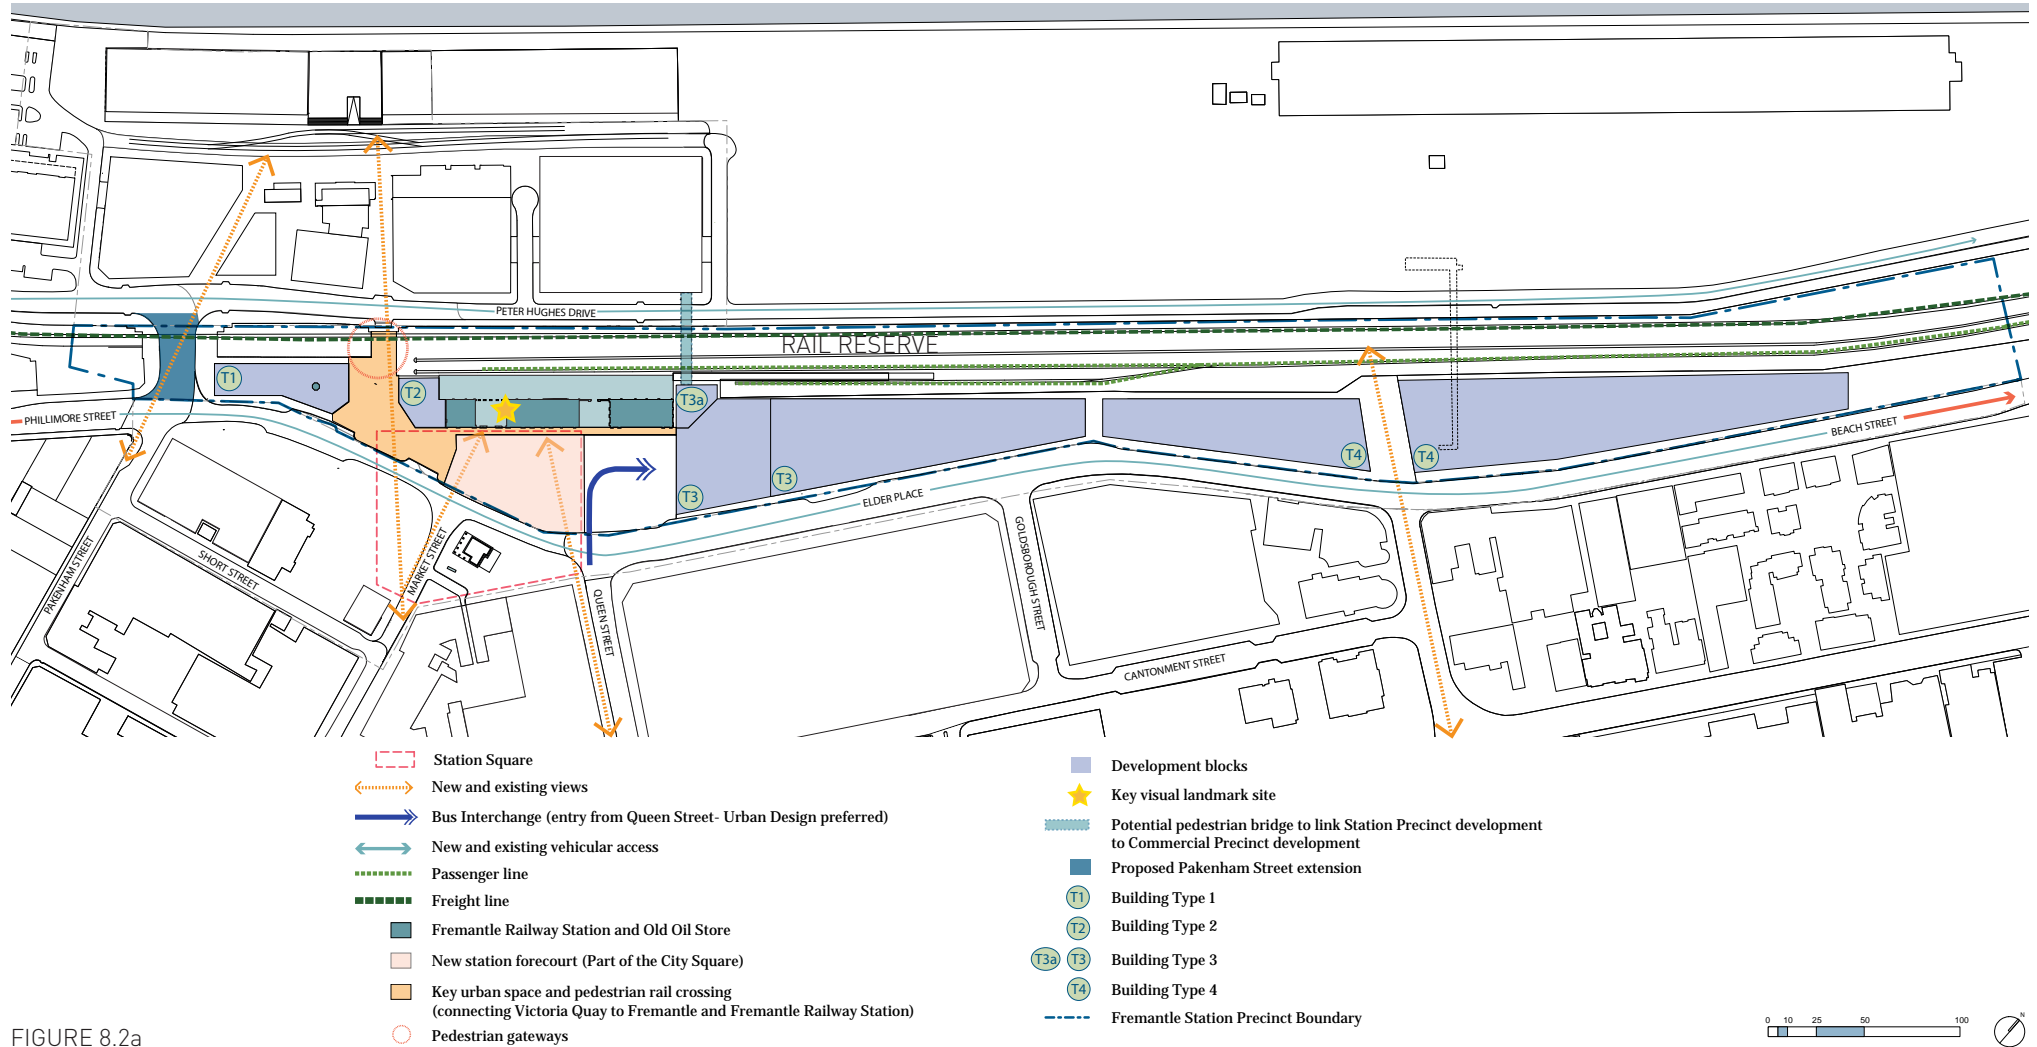 PETER HUGHES DRIVE
RAIL RESERVE
T1
T2
T3a
PHILLIMORE STREET
BEACH STREET
T4
T4
T3
T3
ELDER PLACE
PAKENHAM STREET
SHORT STREET
MARKET STREET
QUEEN STREET
GOLDSBOROUGH STREET
CANTONMENT STREET
Station Square
New and existing views
Bus Interchange (entry from Queen Street- Urban Design preferred)
New and existing vehicular access
Passenger line
Freight line
Fremantle Railway Station and Old Oil Store
New station forecourt (Part of the City Square)
Key urban space and pedestrian rail crossing
(connecting Victoria Quay to Fremantle and Fremantle Railway Station)
Pedestrian gateways
Development blocks
Key visual landmark site
Potential pedestrian bridge to link Station Precinct development
to Commercial Precinct development
Proposed Pakenham Street extension
T1 Building Type 1
T2 Building Type 2
T3a T3 Building Type 3
T4 Building Type 4
Fremantle Station Precinct Boundary
0 10 25 50 100
N
FIGURE 8.2a